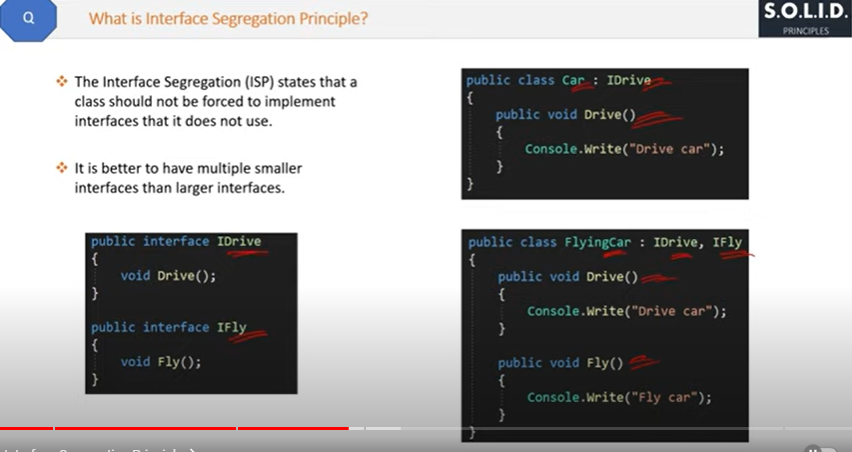 Q
What is Interface Segregation Principle?
S.O.L.I.D.
PRINCIPLES
The Interface Segregation (ISP) states that a
class should not be forced to implement
interfaces that it does not use.
It is better to have multiple smaller
interfaces than larger interfaces.
public interface IDrive
{
void Drive();
}
public interface IFly
{
void Fly();
}
public class Car : IDrive
{
public void Drive()
{
Console.Write("Drive car");
}
}
public class FlyingCar : IDrive, IFly
{
public void Drive()
{
Console.Write("Drive car");
}
public void Fly()
{
Console.Write("Fly car");
}
}